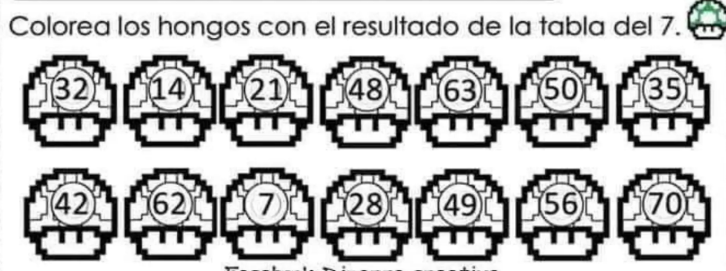 Colorea los hongos con el resultado de la tabla del 7.
32 14 21 48 63 50 35
42 62 7 28 49 56 70